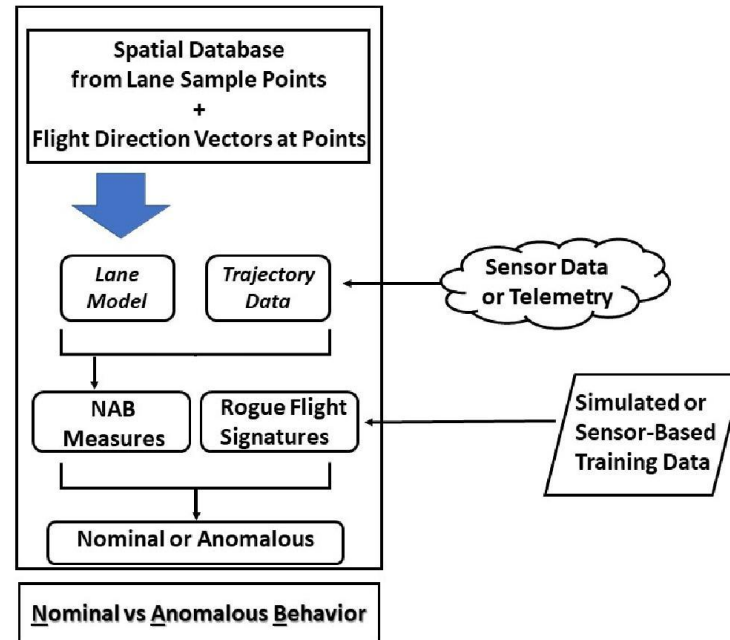 Spatial Database
from Lane Sample Points
+
Flight Direction Vectors at Points
Lane
Model
Trajectory
Data
Sensor Data
or Telemetry
NAB
Measures
Rogue Flight
Signatures
Simulated or
Sensor-Based
Training Data
Nominal or Anomalous
Nominal vs Anomalous Behavior